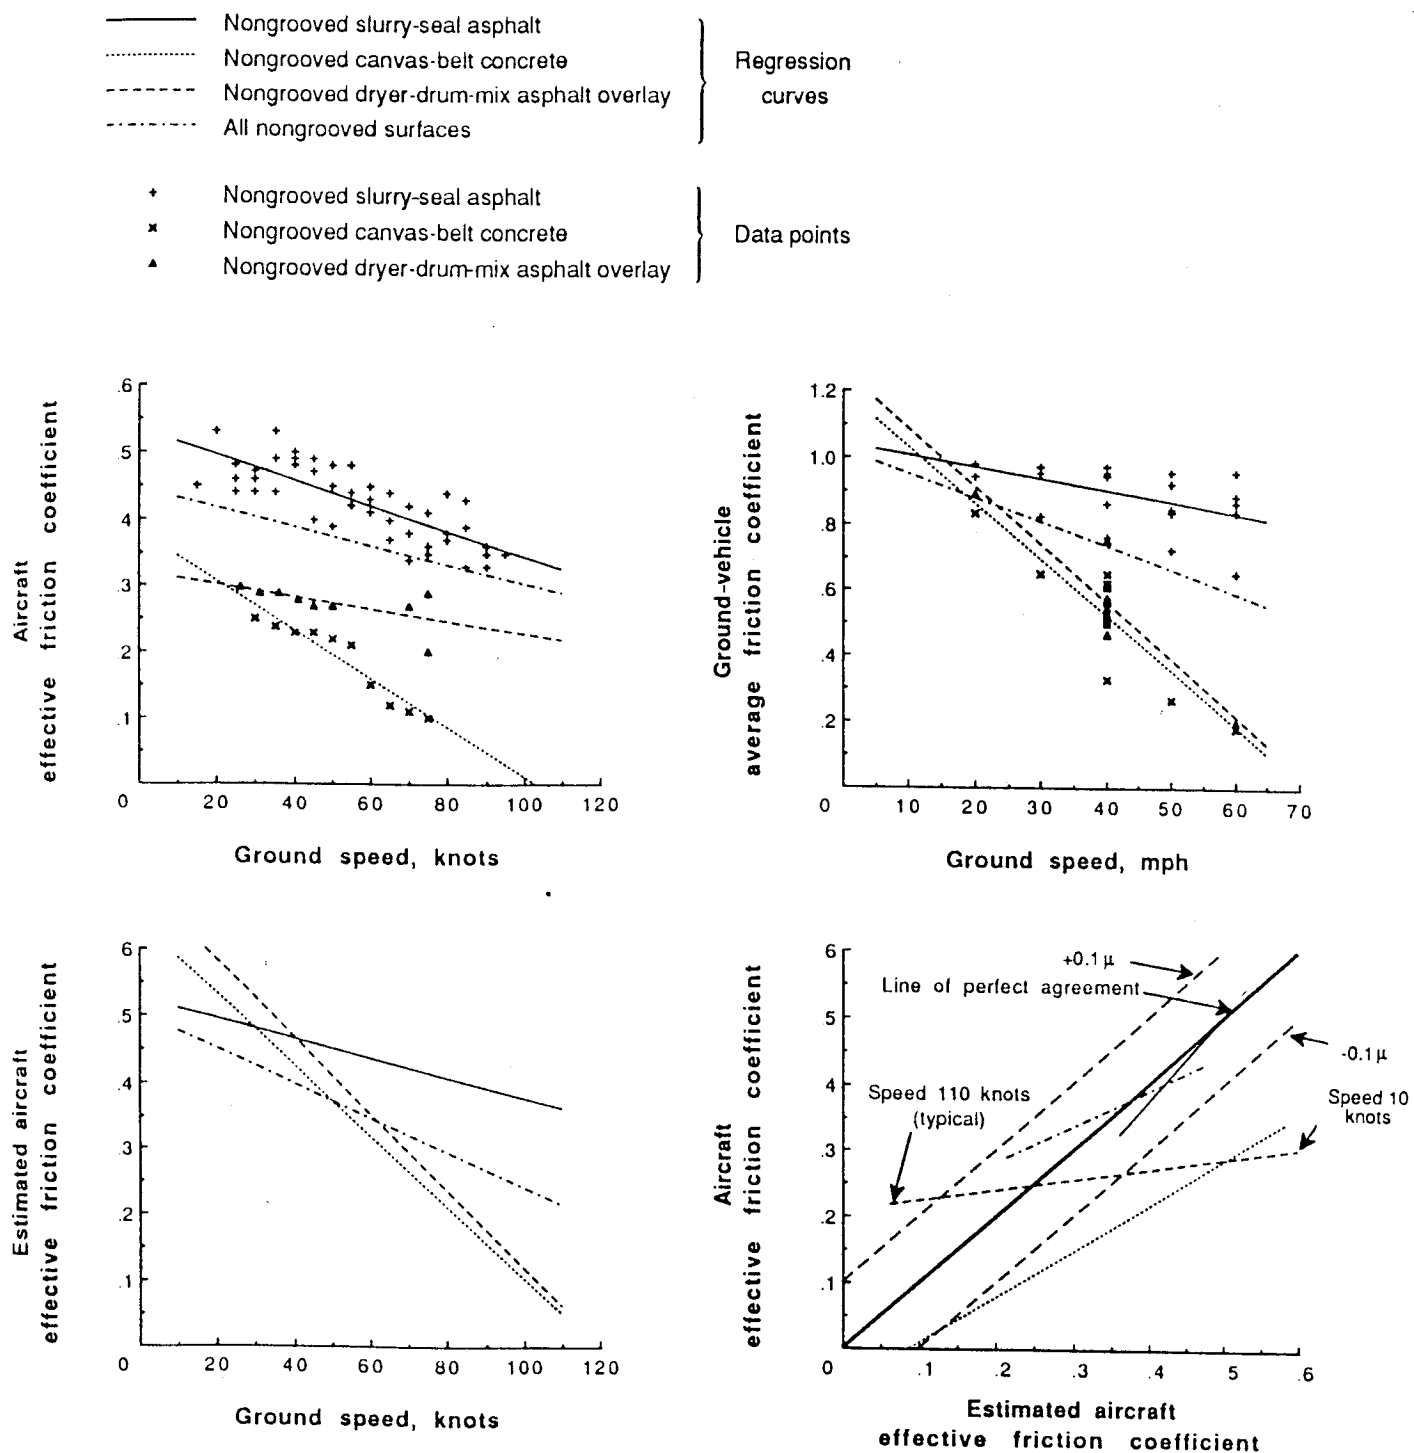 Nongrooved slurry-seal asphalt
Nongrooved canvas-belt concrete
Nongrooved dryer-drum-mix asphalt overlay
All nongrooved surfaces
Regression
curves
Nongrooved slurry-seal asphalt
Nongrooved canvas-belt concrete
Nongrooved dryer-drum-mix asphalt overlay
Data points
Aircraft
effective friction coefficient
.6
.5
.4
.3
.2
.1
0 20 40 60 80 100 120
Ground speed, knots
Ground-vehicle
average friction coefficient
1.2
1.0
.8
.6
.4
.2
0 10 20 30 40 50 60 70
Ground speed, mph
Estimated aircraft
effective friction coefficient
6
.5
.4
.3
.2
.1
0 20 40 60 80 100 120
Ground speed, knots
Aircraft
effective friction coefficient
.6
.5
.4
.3
.2
.1
0 .1 .2 .3 .4 5 .6
+0.1μ
Line of perfect agreement
-0.1μ
Speed 110 knots
(typical)
Speed 10
knots
Estimated aircraft
effective friction coefficient